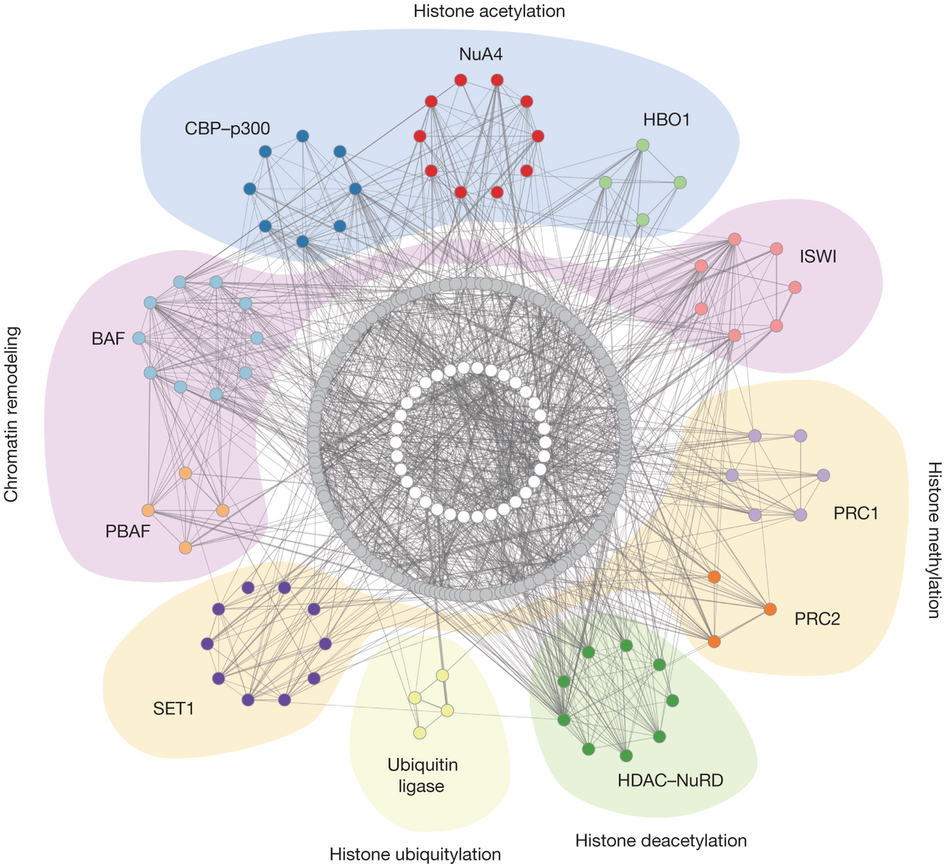 Histone acetylation
NuA4
CBP–p300
HBO1
ISWI
BAF
Chromatin remodeling
PBAF
PRC1
Histone methylation
PRC2
SET1
Ubiquitin
ligase
HDAC–NuRD
Histone deacetylation
Histone ubiquitylation